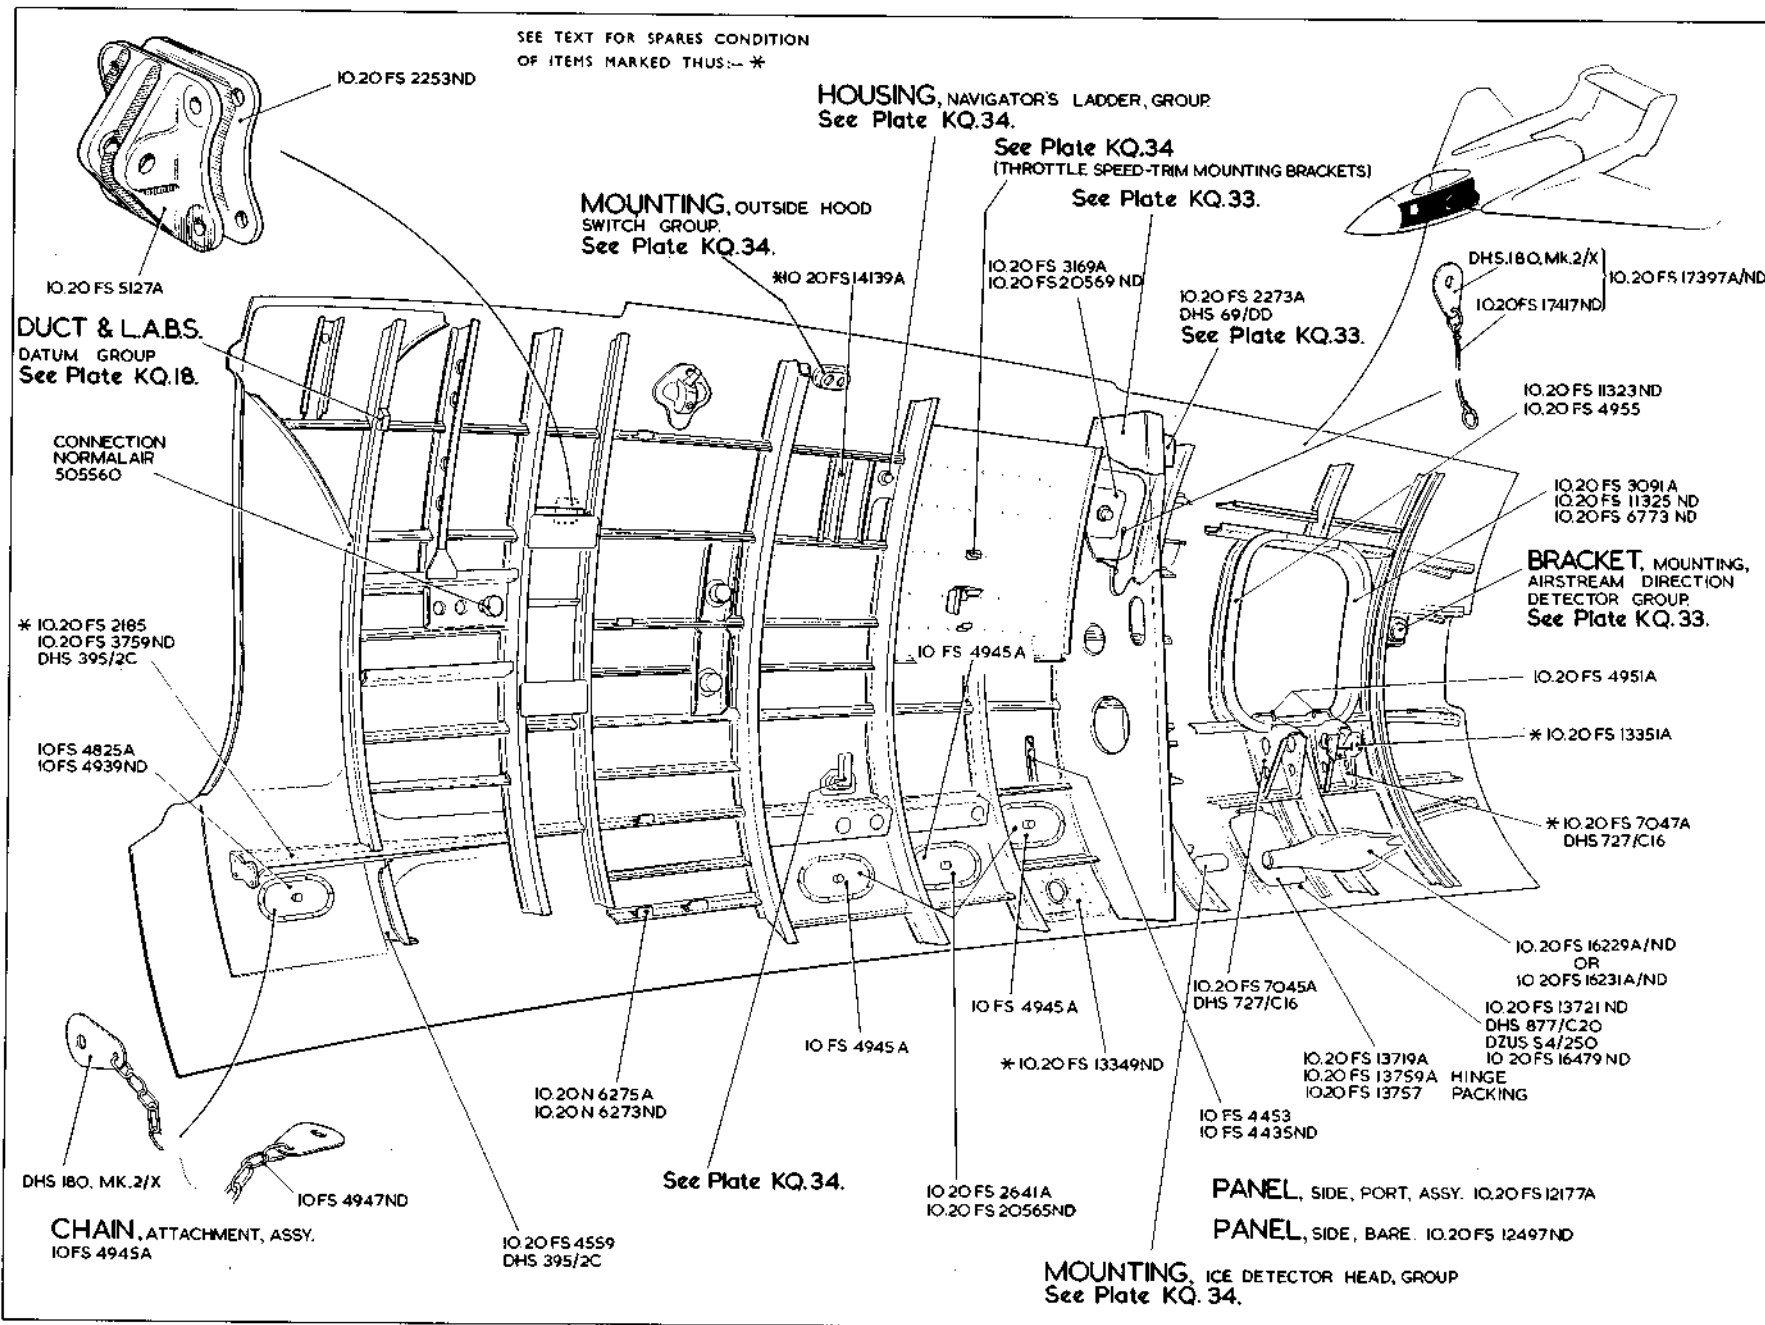 SEE TEXT FOR SPARES CONDITION
OF ITEMS MARKED THUS:- *
10.20 FS 2253ND
10.20 FS 5127A
HOUSING, NAVIGATOR'S LADDER, GROUP
See Plate KQ.34.
See Plate KQ.34
(THROTTLE SPEED-TRIM MOUNTING BRACKETS)
See Plate KQ.33.
MOUNTING, OUTSIDE HOOD
SWITCH GROUP.
See Plate KQ.34.
*10 20 FS 14139A
10.20 FS 3169A
10.20 FS 20569 ND
10.20 FS 2273A
DHS 69/DD
See Plate KQ.33.
DHS.180, MK.2/X
10.20 FS 17417ND
10.20 FS 17397A/ND
DUCT & L.A.B.S.
DATUM GROUP
See Plate KQ.18.
CONNECTION
NORMALAIR
505560
10.20 FS 11323ND
10.20 FS 4955
10.20 FS 3091A
10.20 FS 11325 ND
10.20 FS 6773 ND
BRACKET, MOUNTING,
AIRSTREAM DIRECTION
DETECTOR GROUP.
See Plate KQ.33.
* 10.20 FS 2185
10.20 FS 3759ND
DHS 395/2C
10 FS 4945A
10.20 FS 4951A
* 10.20 FS 13351A
10FS 4825A
10FS 4939ND
* 10.20 FS 7047A
DHS 727/C16
10.20 FS 16229A/ND
OR
10 20FS 16231A/ND
10.20 FS 7045A
DHS 727/C16
10 FS 4945A
10 FS 4945A
* 10.20 FS 13349ND
10.20 FS 13721 ND
DHS 877/C20
DZUS S4/250
10 20FS 16479 ND
10.20 FS 13719A
10.20 FS 13759A HINGE
10.20 FS 13757 PACKING
10.20 N 6275A
10.20 N 6273ND
10 FS 4453
10 FS 4435ND
DHS 180. MK.2/X
10FS 4947ND
CHAIN, ATTACHMENT, ASSY.
10FS 4945A
See Plate KQ.34.
10 20 FS 2641A
10.20 FS 20565ND
10.20FS 4559
DHS 395/2C
PANEL, SIDE, PORT, ASSY. 10.20 FS 12177A
PANEL, SIDE, BARE. 10.20 FS 12497ND
MOUNTING, ICE DETECTOR HEAD, GROUP
See Plate KQ. 34.